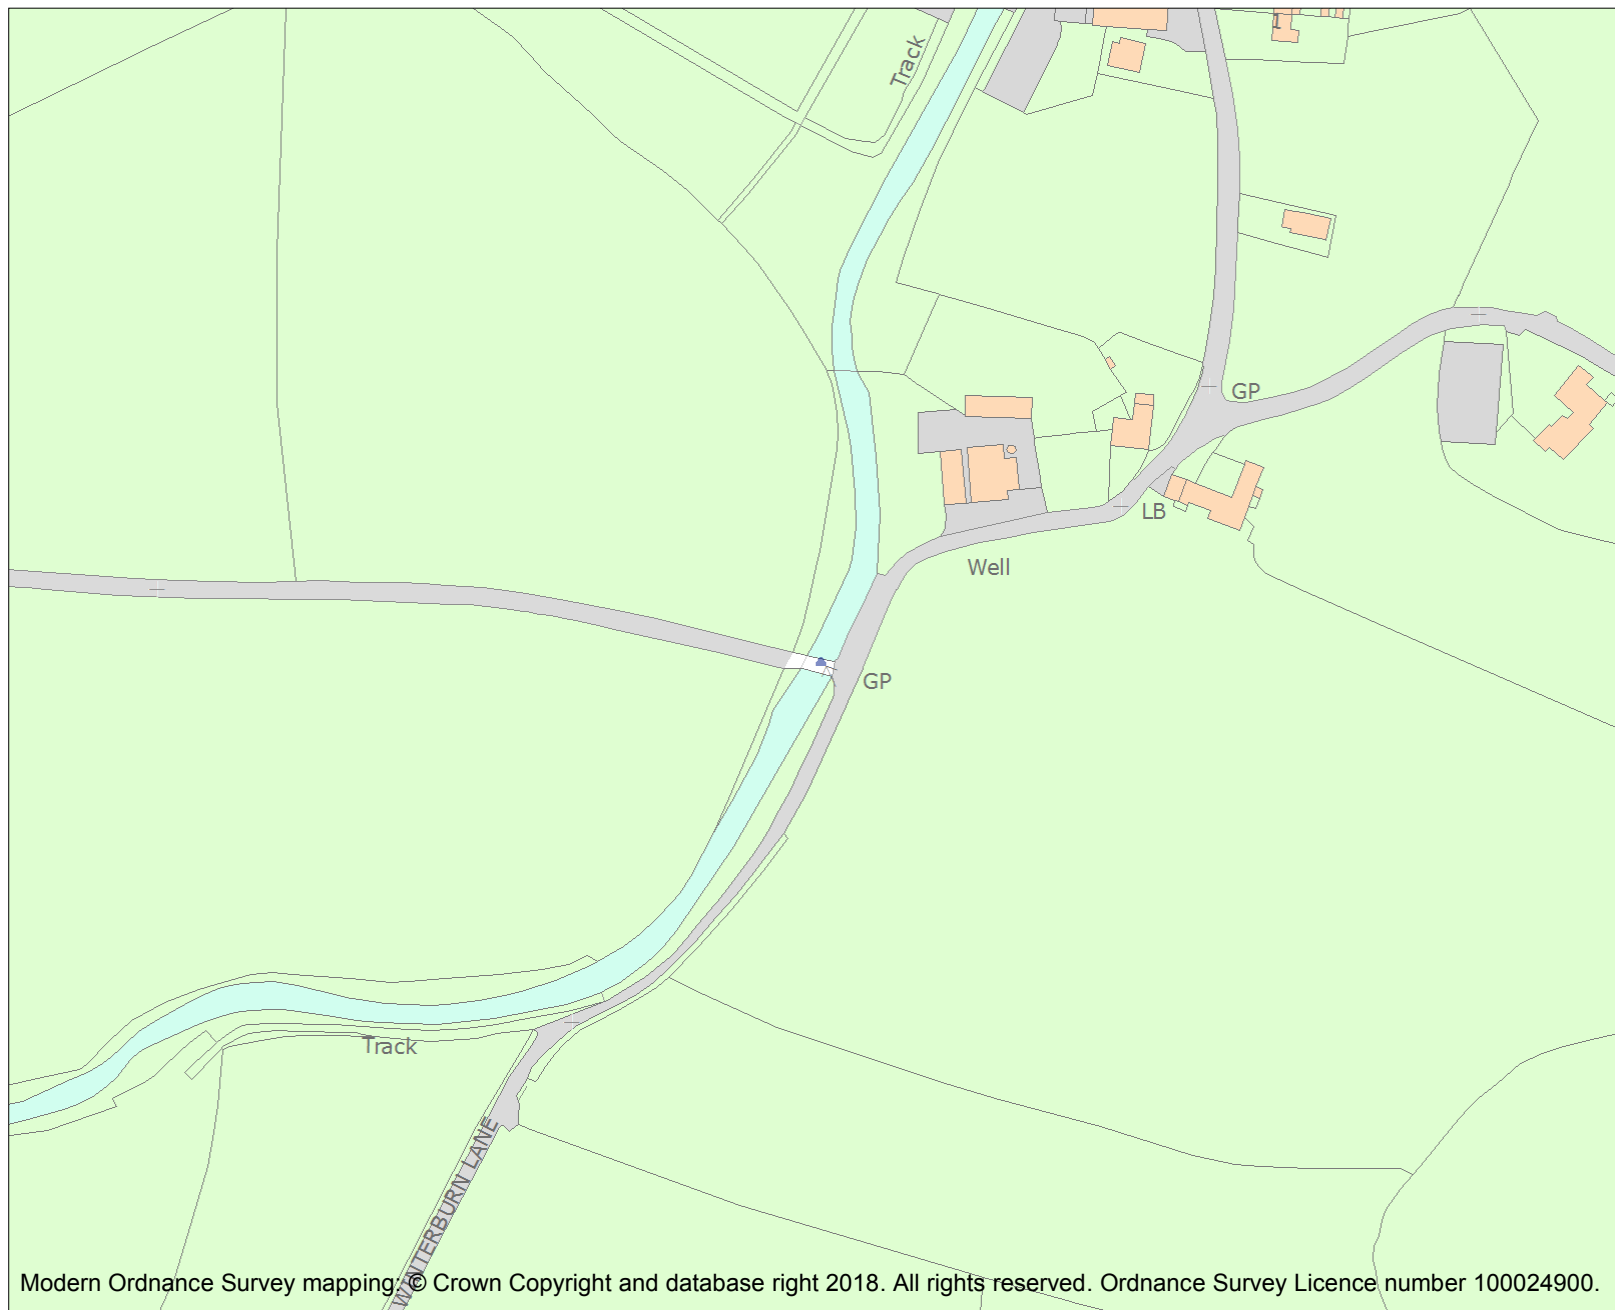 1
Track
GP
LB
Well
GP
Track
WINTERBURN LANE
Modern Ordnance Survey mapping: © Crown Copyright and database right 2018. All rights reserved. Ordnance Survey Licence number 100024900.